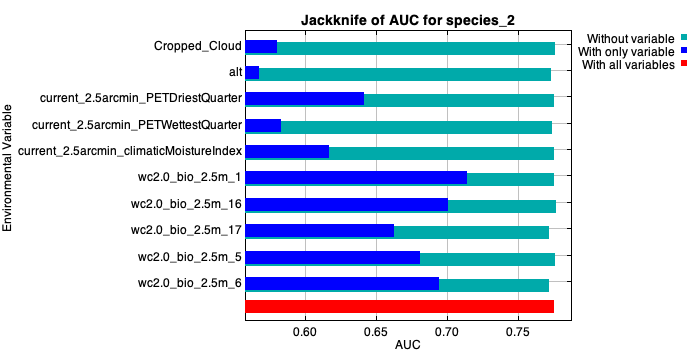 Jackknife of AUC for species_2
Without variable
With only variable
With all variables
Environmental Variable
Cropped_Cloud
alt
current_2.5arcmin_PETDriestQuarter
current_2.5arcmin_PETWettestQuarter
current_2.5arcmin_climaticMoistureIndex
wc2.0_bio_2.5m_1
wc2.0_bio_2.5m_16
wc2.0_bio_2.5m_17
wc2.0_bio_2.5m_5
wc2.0_bio_2.5m_6
0.60 0.65 0.70 0.75
AUC